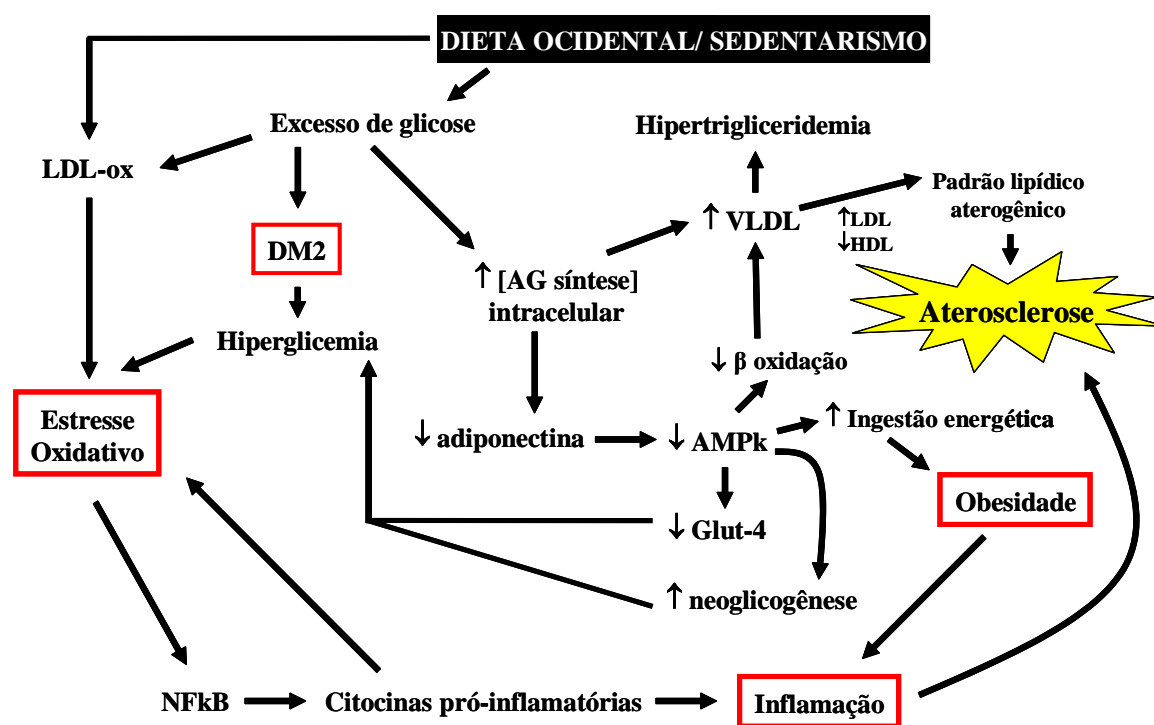 DIETA OCIDENTAL/ SEDENTARISMO
Excesso de glicose
Hipertrigliceridemia
LDL-ox
Padrão lipídico
aterogênico
↑ VLDL
↑LDL
↓HDL
DM2
↑ [AG síntese]
intracelular
Aterosclerose
Hiperglicemia
↓ β oxidação
Estresse
Oxidativo
↓ adiponectina
↓ AMPk
↑ Ingestão energética
Obesidade
↓ Glut-4
↑ neoglicogênese
NFkB
Citocinas pró-inflamatórias
Inflamação